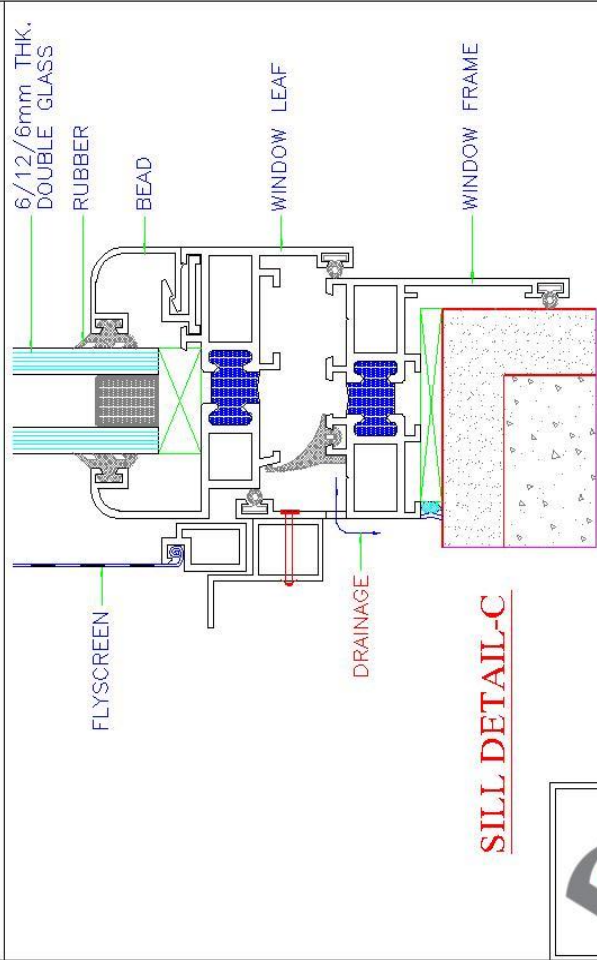 6/12/6mm THK.
DOUBLE GLASS
RUBBER
BEAD
WINDOW LEAF
WINDOW FRAME
FLYSCREEN
DRAINAGE
SILL DETAIL-C